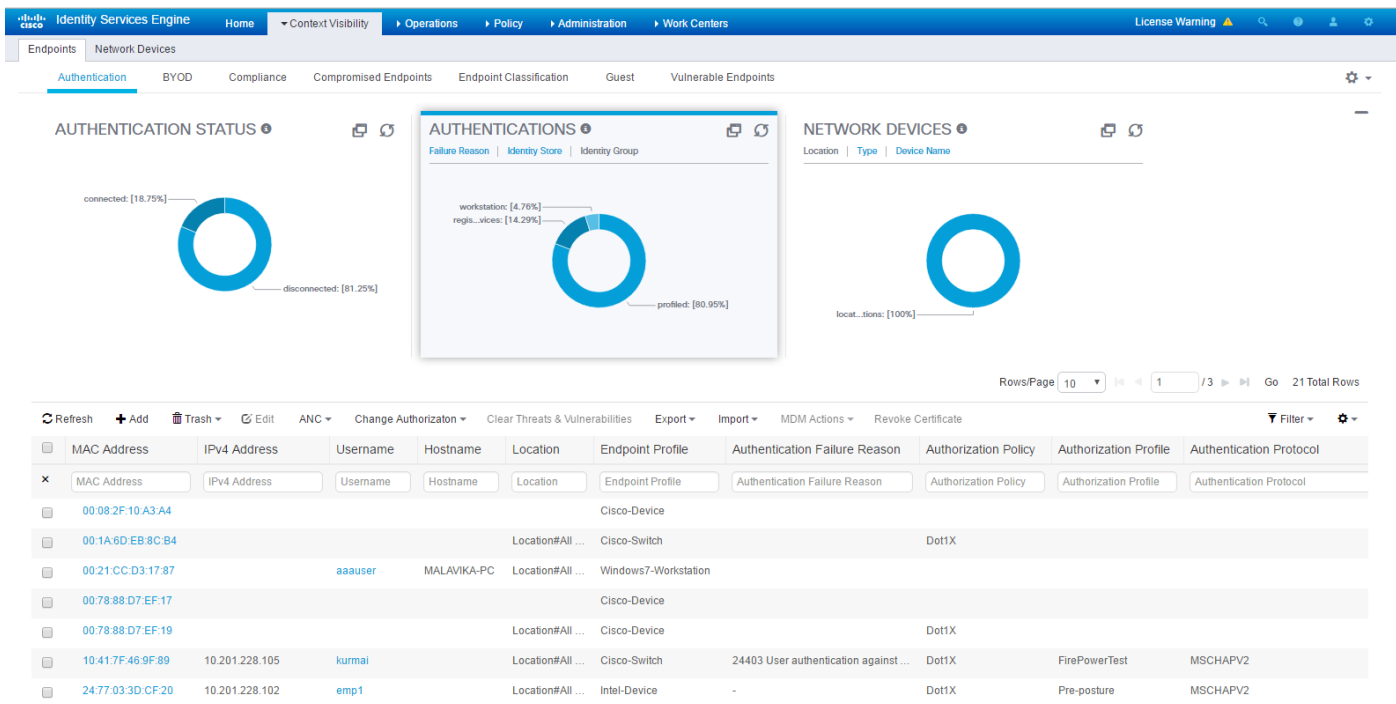 cisco Identity Services Engine Home Context Visibility Operations Policy Administration Work Centers License Warning
Endpoints Network Devices
Authentication BYOD Compliance Compromised Endpoints Endpoint Classification Guest Vulnerable Endpoints
AUTHENTICATION STATUS
connected: [18.75%]
disconnected: [81.25%]
AUTHENTICATIONS
Failure Reason | Identity Store | Identity Group
workstation: [4.76%]
regis...vices: [14.29%]
profiled: [80.95%]
NETWORK DEVICES
Location | Type | Device Name
locat...tions: [100%]
Rows/Page 10 1 / 3 Go 21 Total Rows
Refresh Add Trash Edit ANC Change Authorizaton Clear Threats & Vulnerabilities Export Import MDM Actions Revoke Certificate Filter
MAC Address IPv4 Address Username Hostname Location Endpoint Profile Authentication Failure Reason Authorization Policy Authorization Profile Authentication Protocol
x MAC Address IPv4 Address Username Hostname Location Endpoint Profile Authentication Failure Reason Authorization Policy Authorization Profile Authentication Protocol
00:08:2F:10:A3:A4 Cisco-Device
00:1A:6D:EB:8C:B4 Location#All ... Cisco-Switch Dot1X
00:21:CC:D3:17:87 aaauser MALAVIKA-PC Location#All ... Windows7-Workstation
00:78:88:D7:EF:17 Cisco-Device
00:78:88:D7:EF:19 Location#All ... Cisco-Device Dot1X
10:41:7F:46:9F:89 10.201.228.105 kurmai Location#All ... Cisco-Switch 24403 User authentication against ... Dot1X FirePowerTest MSCHAPV2
24:77:03:3D:CF:20 10.201.228.102 emp1 Location#All ... Intel-Device - Dot1X Pre-posture MSCHAPV2